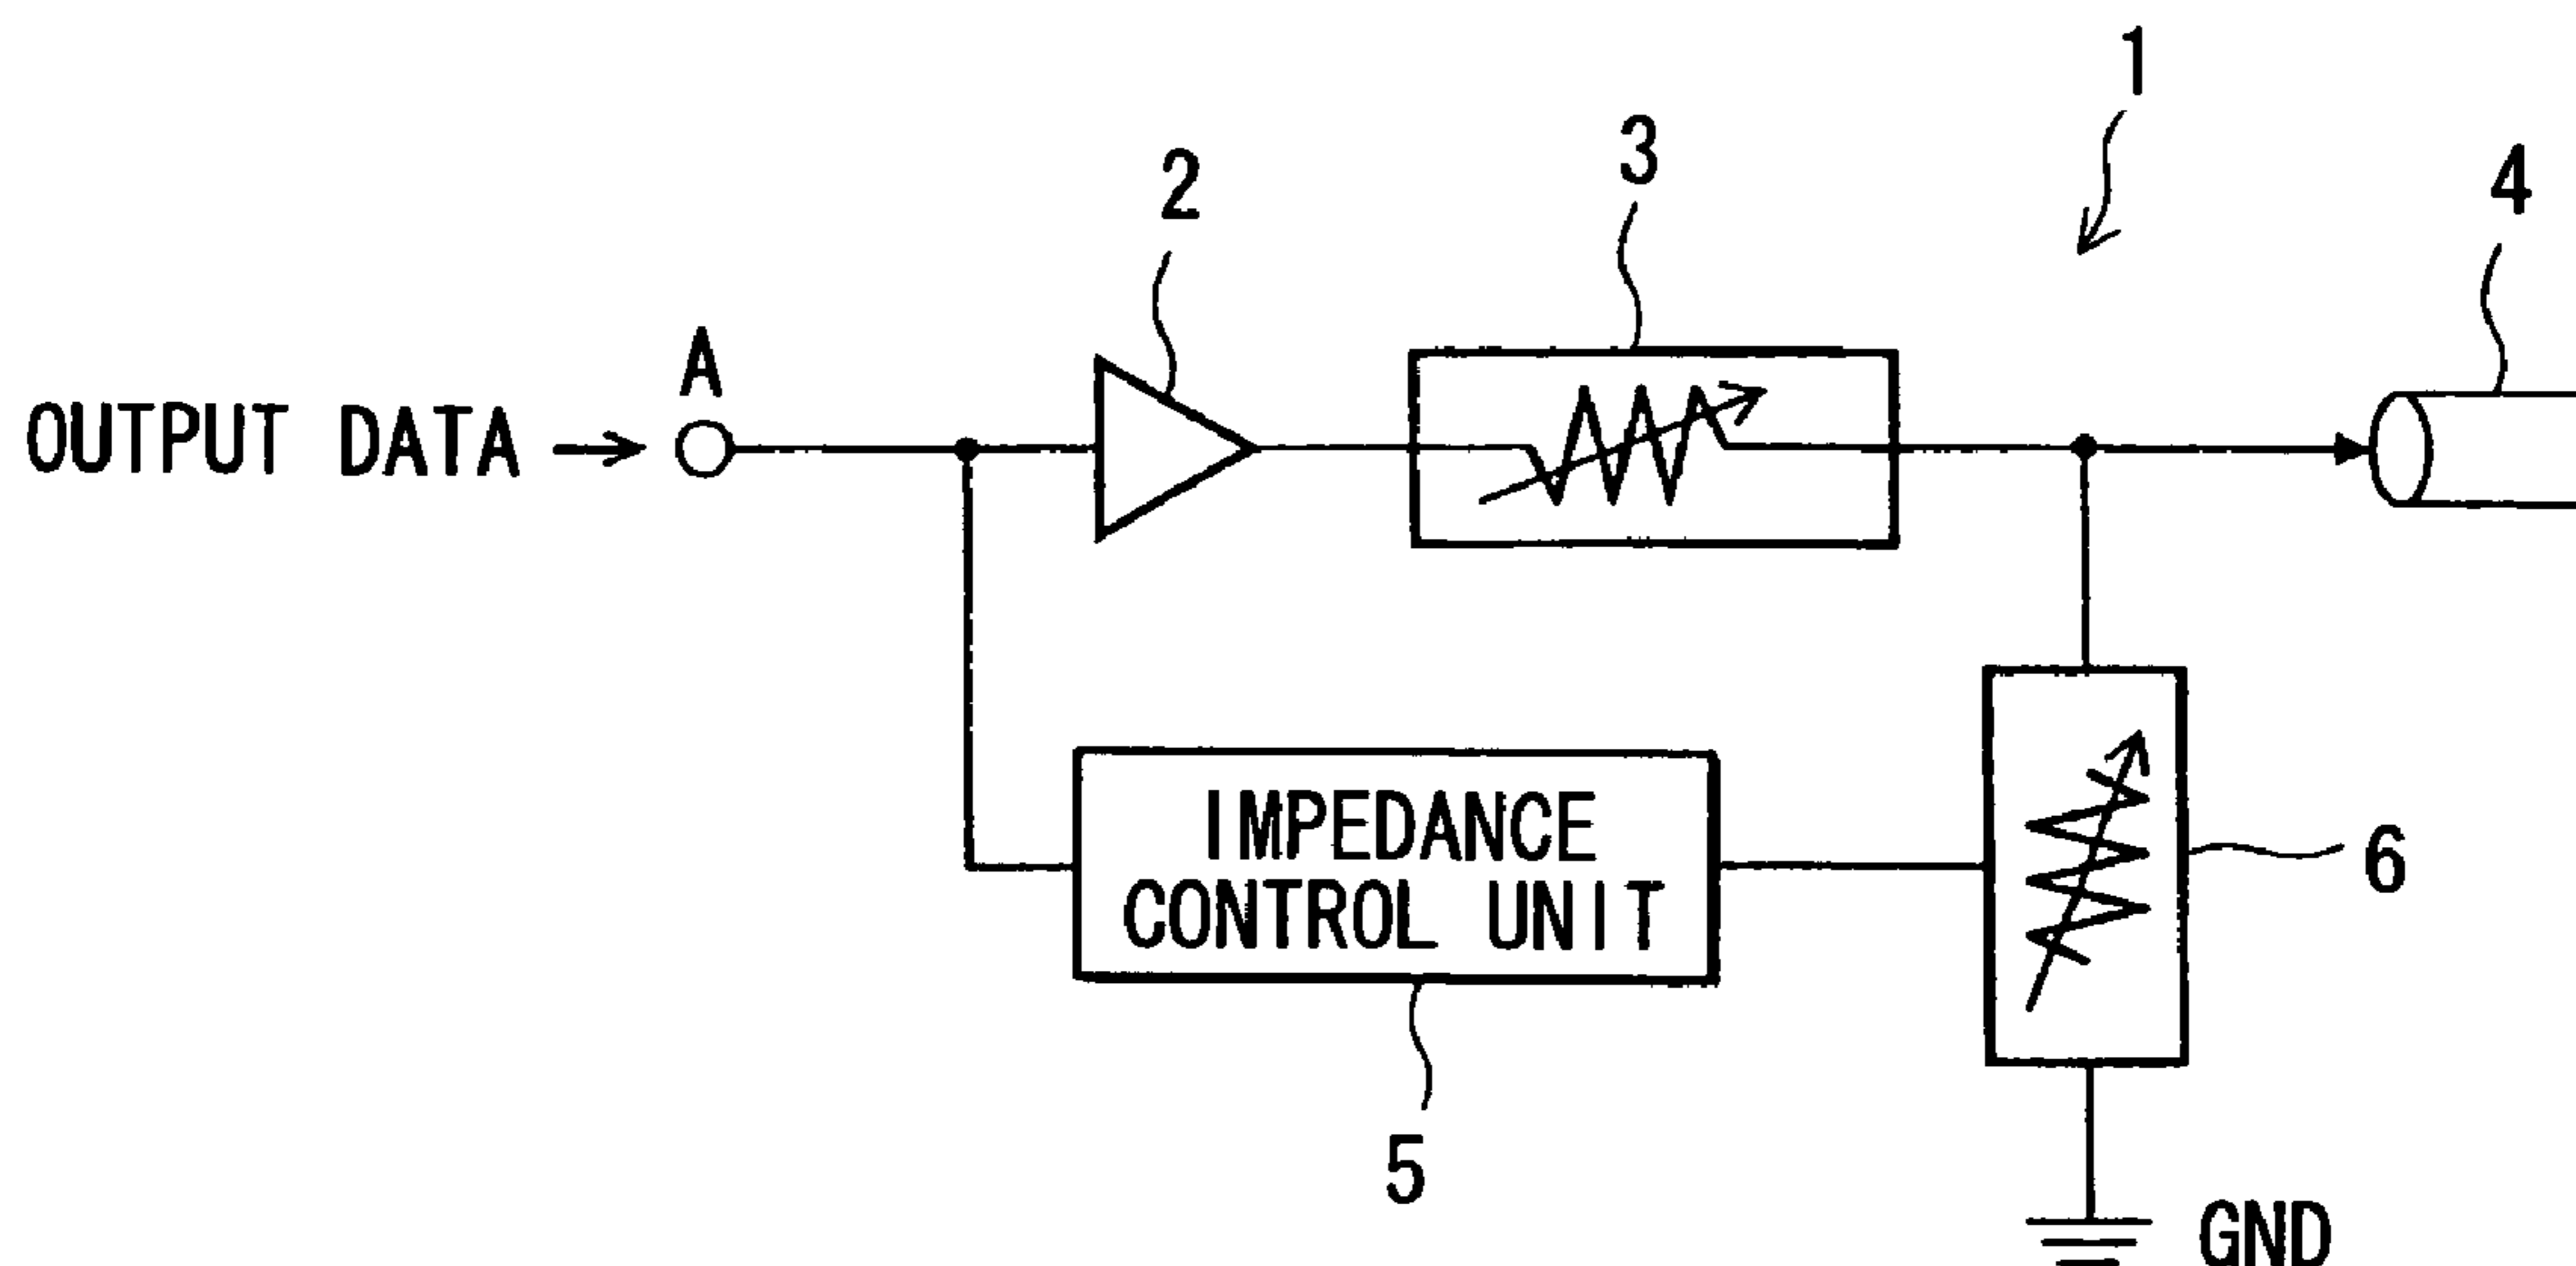 1
2
3
4
A
OUTPUT DATA
IMPEDANCE
CONTROL UNIT
6
5
GND